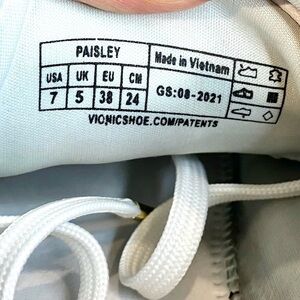 PAISLEY
Made in Vietnam
USA UK EU CM
7 5 38 24
GS:08-2021
VIONICSHOE.COM/PATENTS